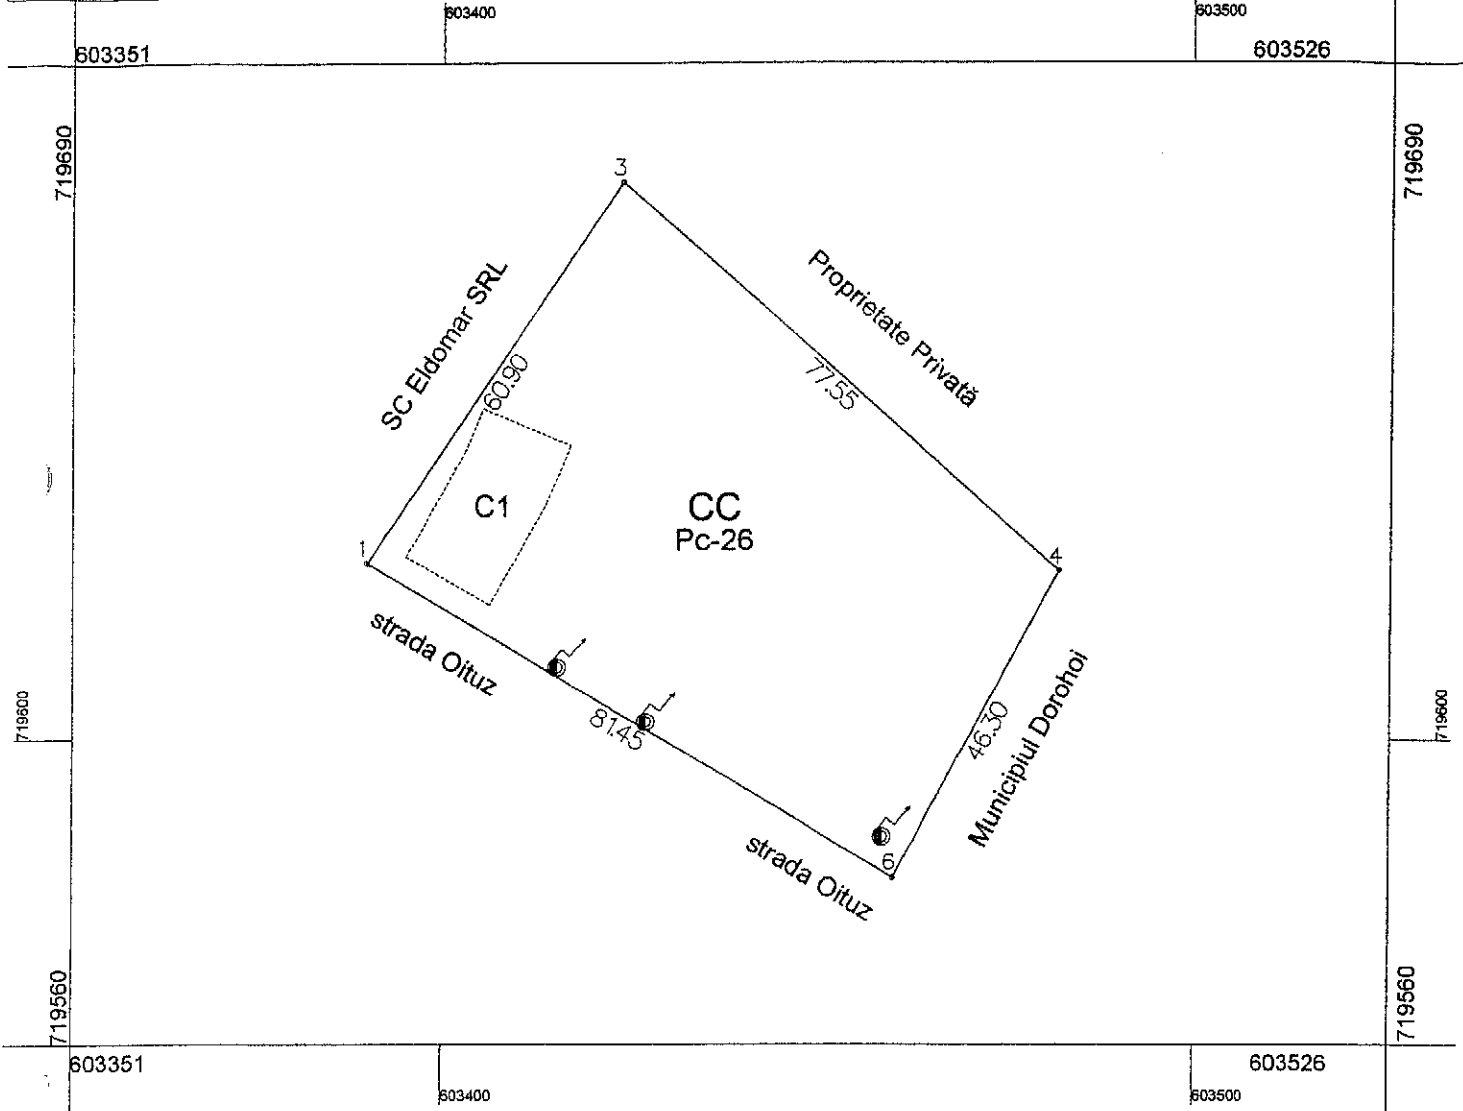 603400
603500
603351
603526
719690
719690
3
SC Eldomar SRL
60.90
Proprietate Privată
77.55
C1
CC
Pc-26
1
4
strada Oituz
81.45
46.30
Municipiul Dorohoi
719600
719600
6
strada Oituz
719560
719560
603351
603526
603400
603500